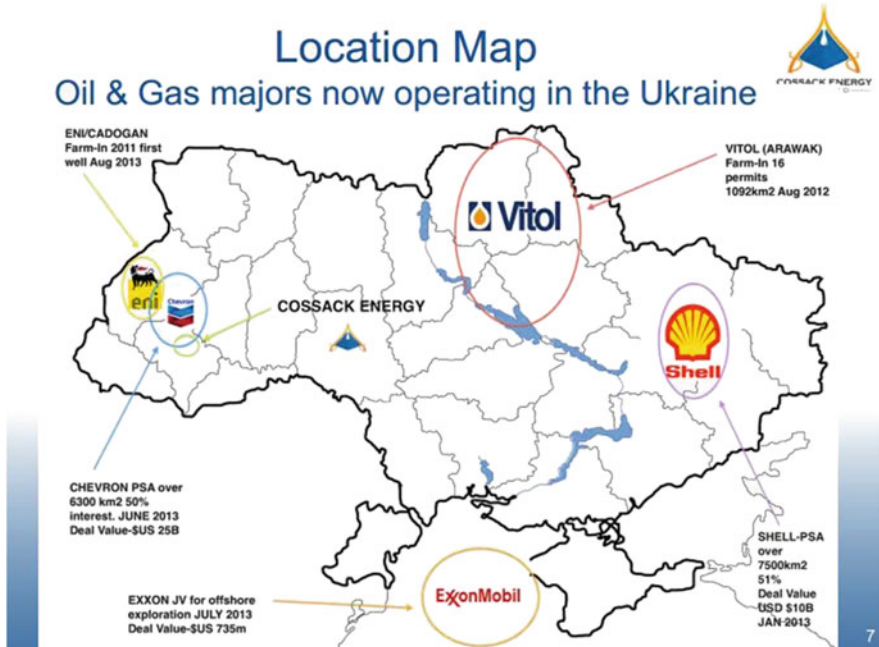 Location Map
Oil & Gas majors now operating in the Ukraine
COSSACK ENERGY
ENI/CADOGAN
Farm-In 2011 first
well Aug 2013
VITOL (ARAWAK)
Farm-In 16
permits
1092km2 Aug 2012
Vitol
eni
Chevron
COSSACK ENERGY
Shell
CHEVRON PSA over
6300 km2 50%
interest. JUNE 2013
Deal Value-$US 25B
SHELL-PSA
over
7500km2
51%
Deal Value
USD $10B
JAN 2013
ExxonMobil
EXXON JV for offshore
exploration JULY 2013
Deal Value-$US 735m
7